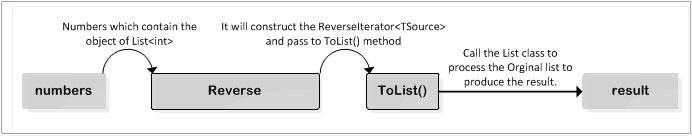 Numbers which contain the
object of List<int>
It will construct the ReverseIterator<TSource>
and pass to ToList() method
Call the List class to
process the Orginal list to
produce the result.
numbers
Reverse
ToList()
result